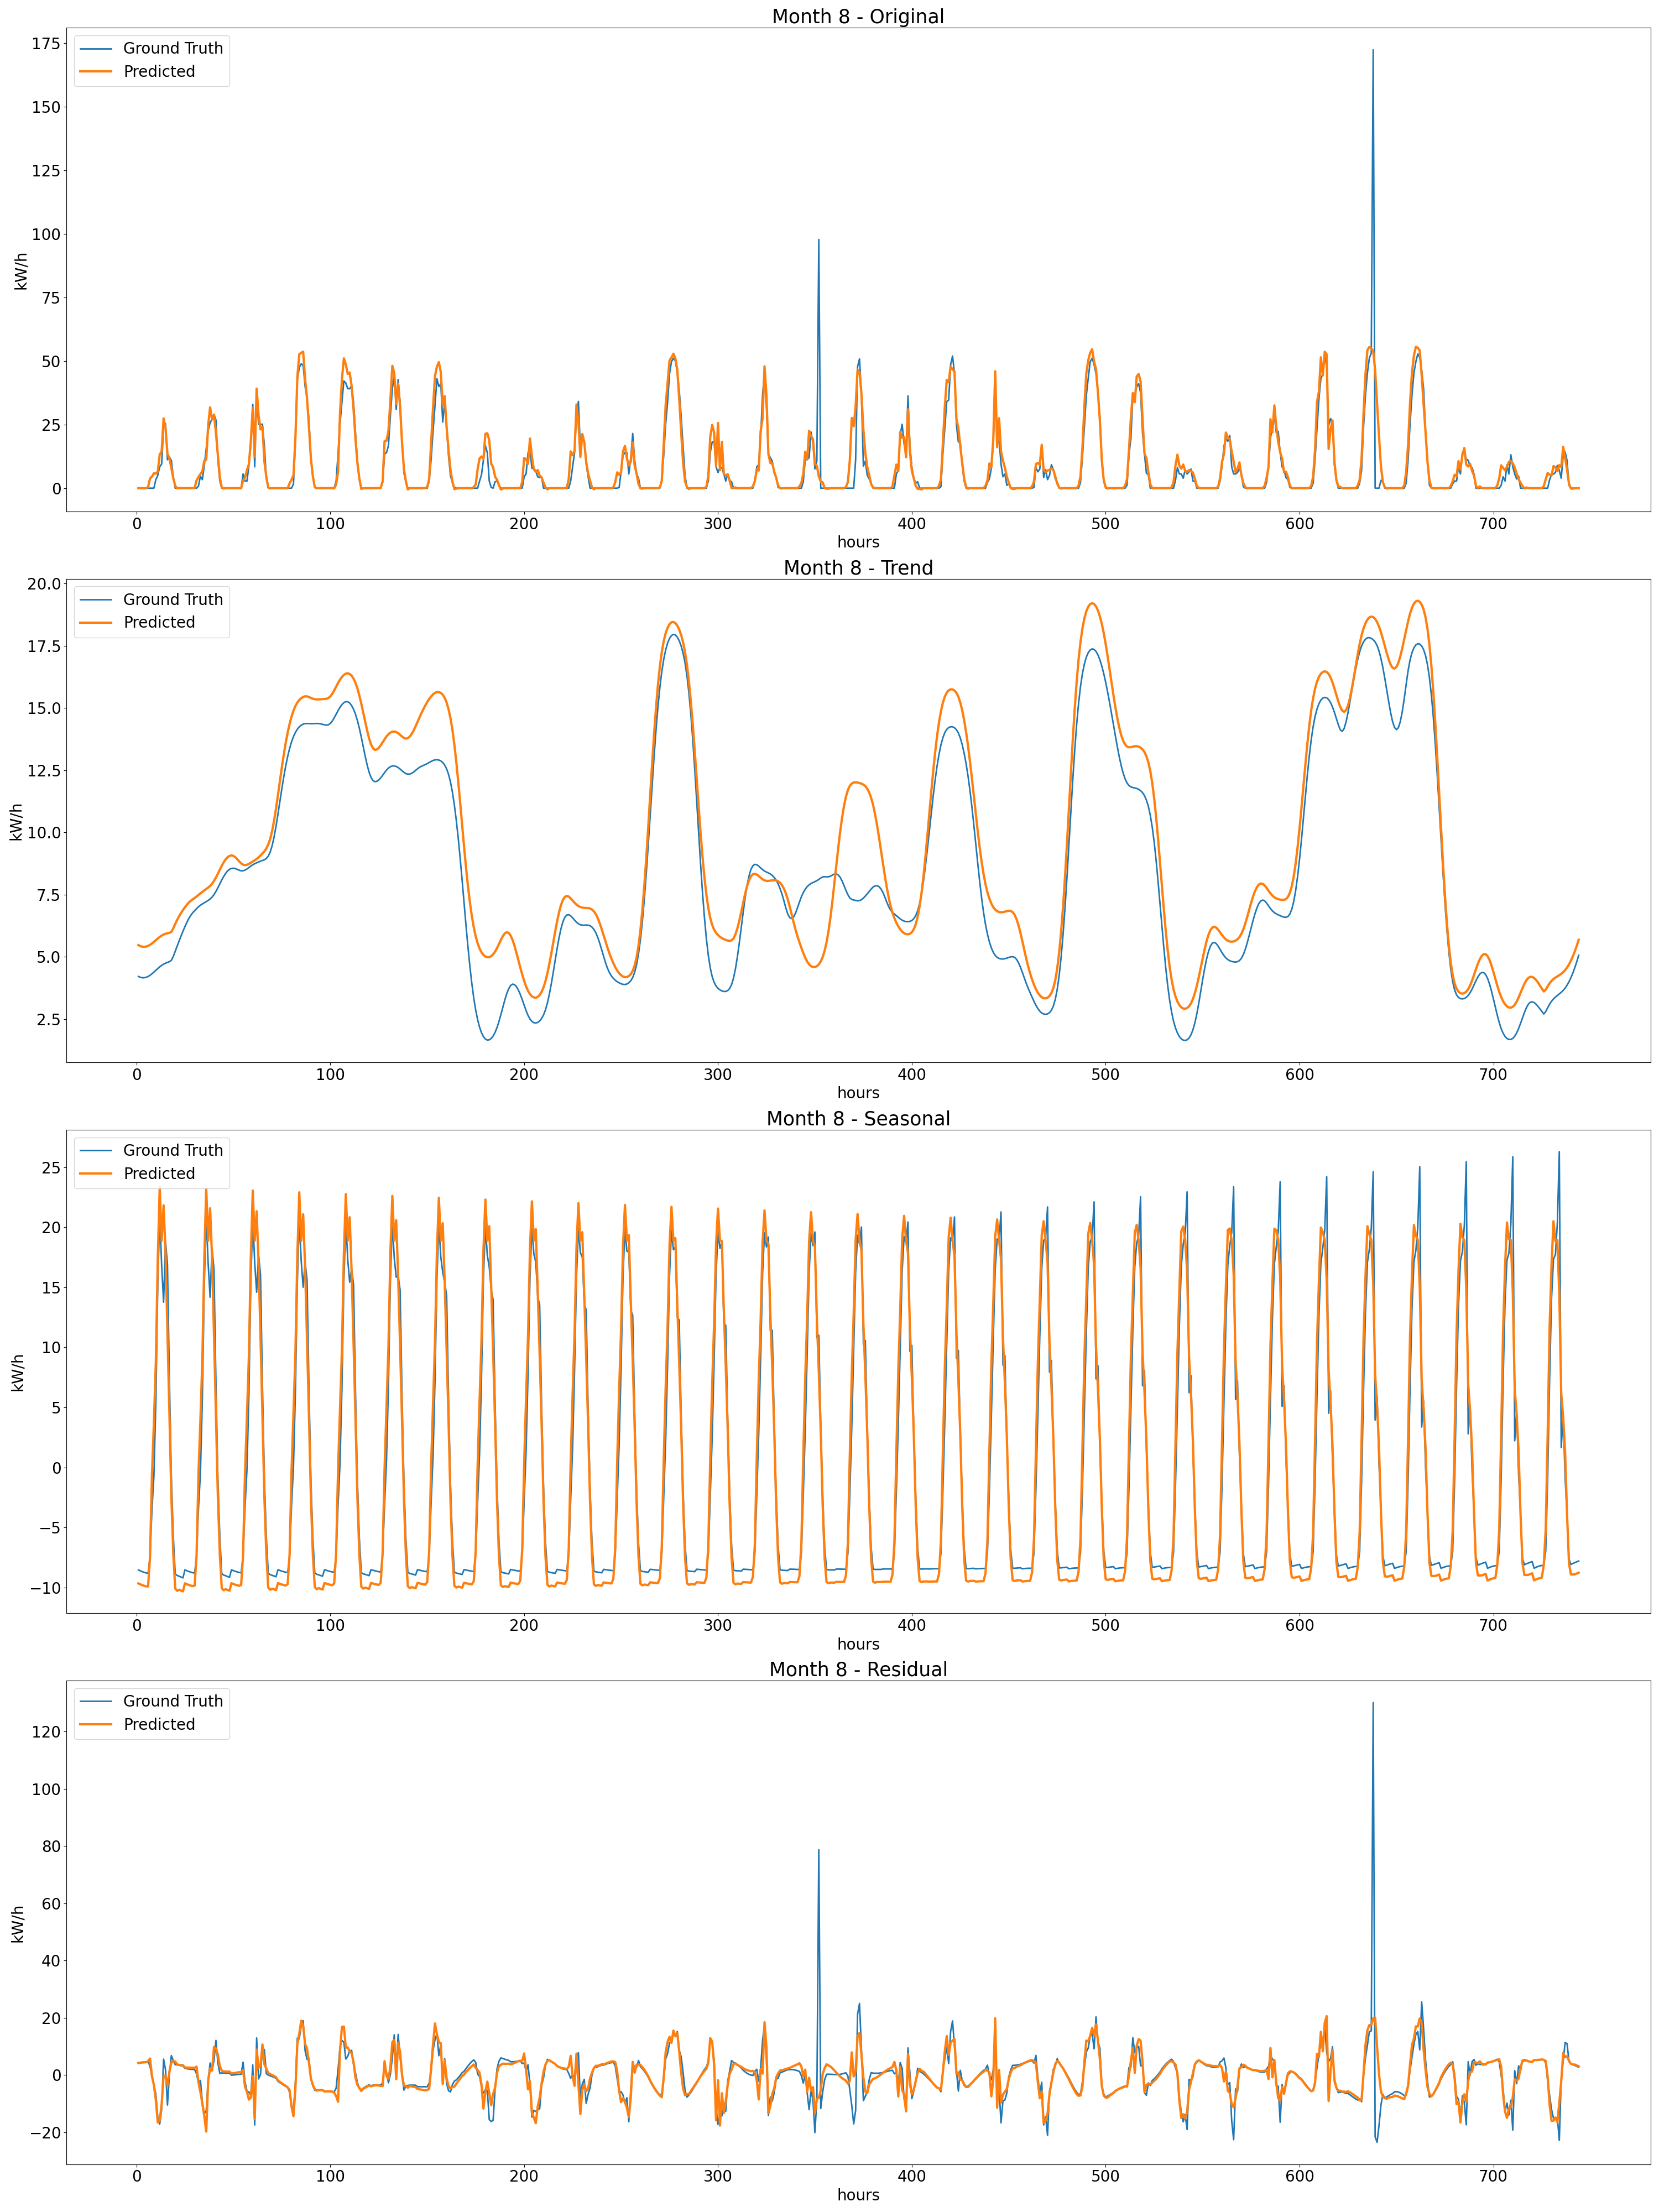 Month 8 - Original
Ground Truth
Predicted
175
150
125
100
75
50
25
0
kW/h
0 100 200 300 400 500 600 700
hours
Month 8 - Trend
Ground Truth
Predicted
20.0
17.5
15.0
12.5
10.0
7.5
5.0
2.5
kW/h
0 100 200 300 400 500 600 700
hours
Month 8 - Seasonal
Ground Truth
Predicted
25
20
15
10
5
0
−5
−10
kW/h
0 100 200 300 400 500 600 700
hours
Month 8 - Residual
Ground Truth
Predicted
120
100
80
60
40
20
0
−20
kW/h
0 100 200 300 400 500 600 700
hours